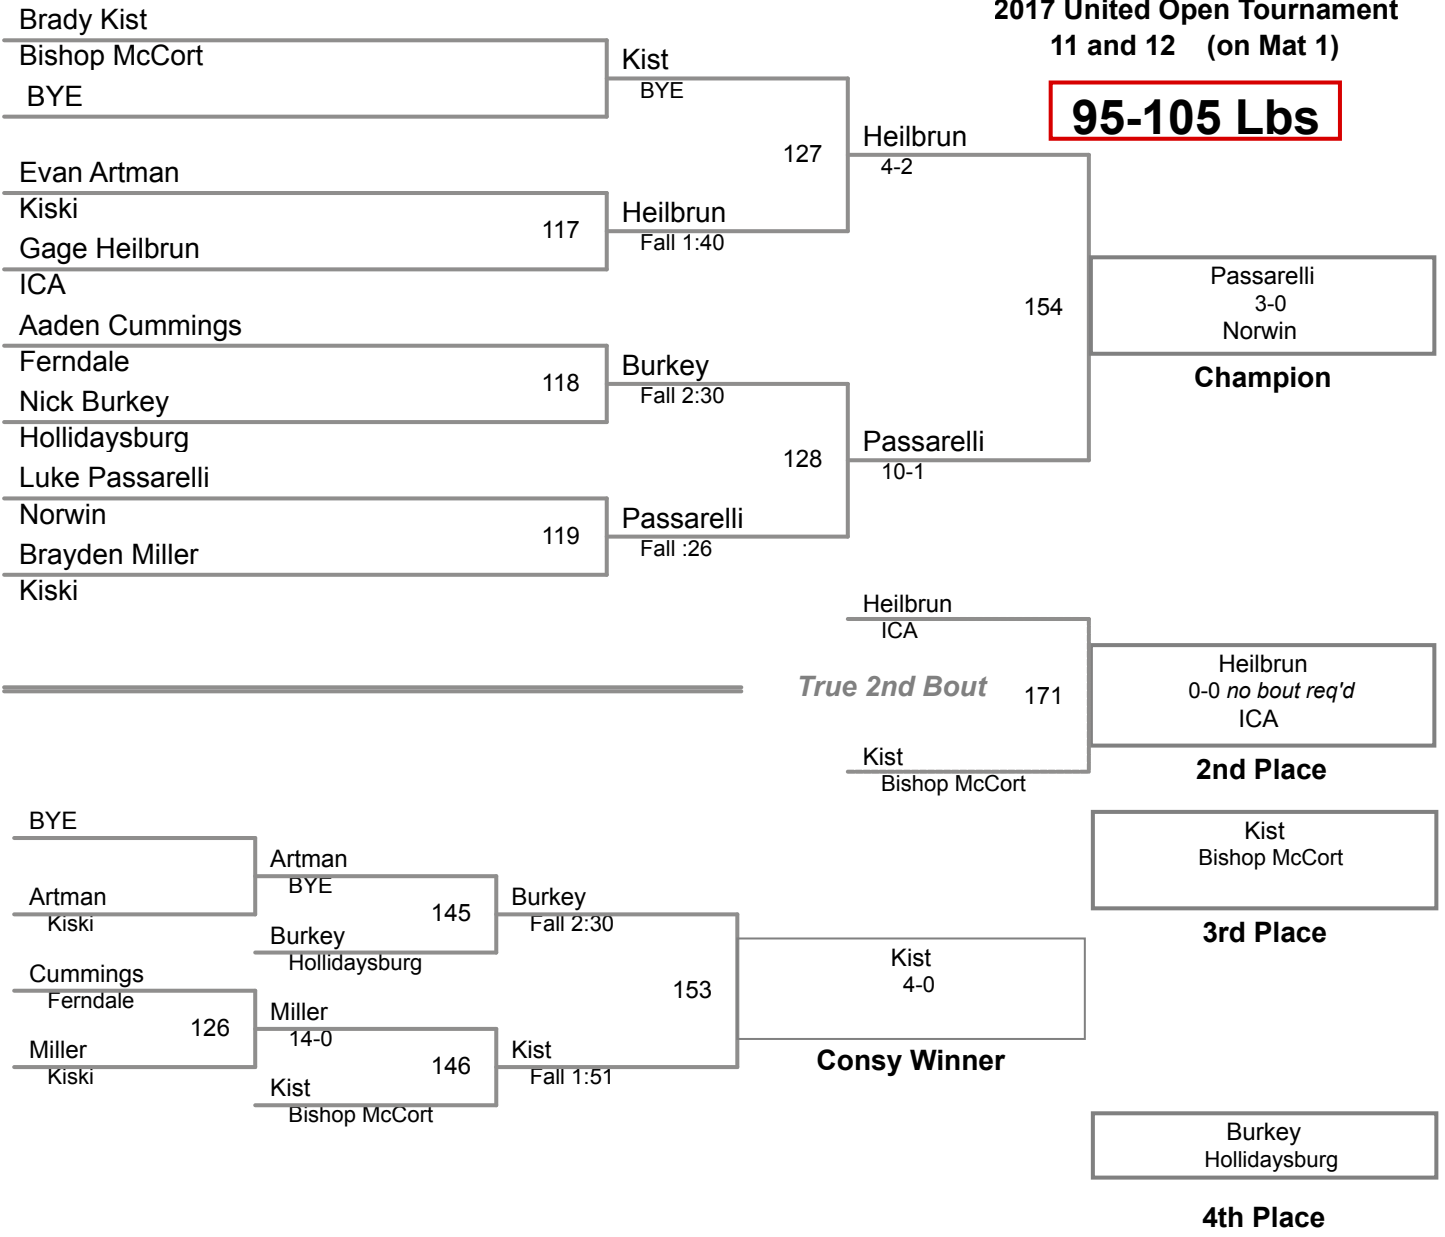 2017 United Open Tournament
11 and 12 (on Mat 1)
95-105 Lbs
Brady Kist
Bishop McCort
BYE
Kist
BYE
Evan Artman
Kiski
Gage Heilbrun
ICA
117
Heilbrun
Fall 1:40
127
Heilbrun
4-2
Aaden Cummings
Ferndale
Nick Burkey
Hollidaysburg
118
Burkey
Fall 2:30
Luke Passarelli
Norwin
Brayden Miller
Kiski
119
Passarelli
Fall :26
128
Passarelli
10-1
154
Passarelli
3-0
Norwin
Champion
Heilbrun
ICA
True 2nd Bout
171
Kist
Bishop McCort
Heilbrun
0-0 no bout req'd
ICA
2nd Place
BYE
Artman
Kiski
Artman
BYE
145
Burkey
Hollidaysburg
Cummings
Ferndale
126
Miller
Kiski
Miller
14-0
146
Kist
Bishop McCort
Burkey
Fall 2:30
153
Kist
Fall 1:51
Kist
4-0
Consy Winner
Kist
Bishop McCort
3rd Place
Burkey
Hollidaysburg
4th Place